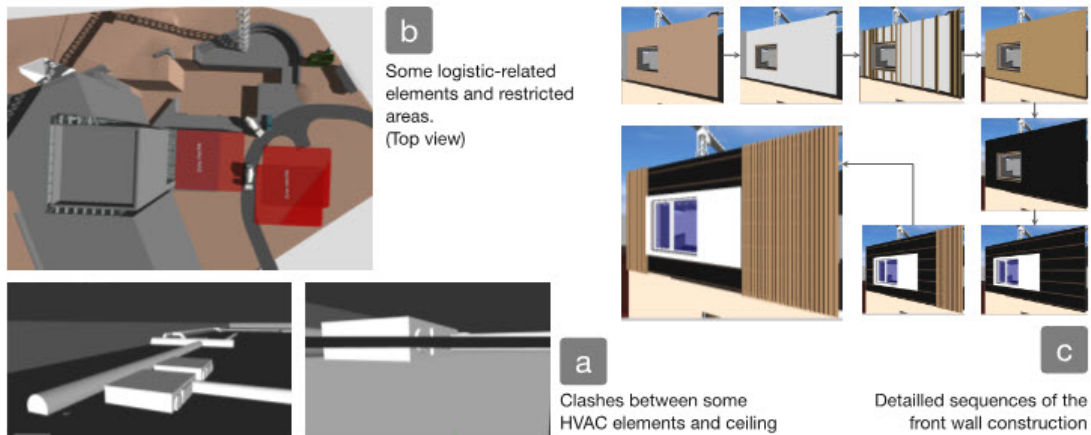 b
Some logistic-related
elements and restricted
areas.
(Top view)
a
Clashes between some
HVAC elements and ceiling
c
Detailled sequences of the
front wall construction